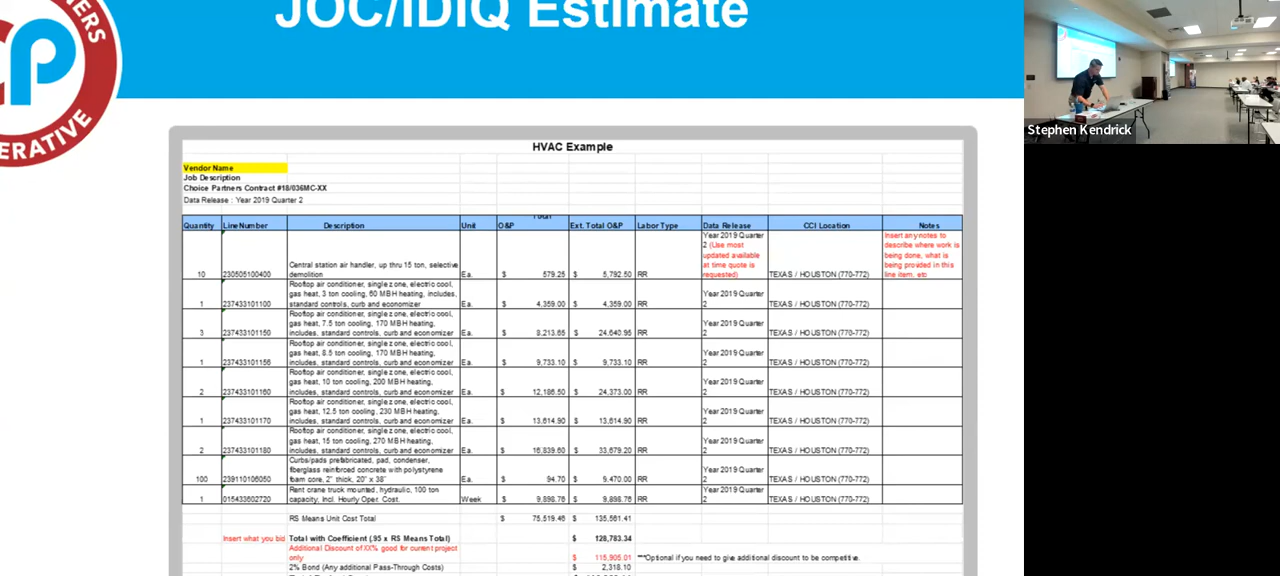 JOC/IDIQ Estimate
NERS
CP
ERATIVE
Stephen Kendrick
HVAC Example
Vendor Name
Job Description
Choice Partners Contract #18/036MC-XX
Data Release : Year 2019 Quarter 2
Quantity LineNumber Description Unit Total O&P Ext. Total O&P Labor Type Data Release CCI Location Notes
10 230505100400 Central station air handler, up thru 15 ton, selective demolition Ea. $ 579.25 $ 5,792.50 RR Year 2019 Quarter 2 (Use most updated available at time quote is requested) TEXAS / HOUSTON (770-772) Insert any notes to describe where work is being done, what is being provided in this line item, etc
1 237433101100 Rooftop air conditioner, single zone, electric cool, gas heat, 3 ton cooling, 60 MBH heating, includes, standard controls, curb and economizer Ea. $ 4,359.00 $ 4,359.00 RR Year 2019 Quarter 2 TEXAS / HOUSTON (770-772)
3 237433101150 Rooftop air conditioner, single zone, electric cool, gas heat, 7.5 ton cooling, 170 MBH heating, includes, standard controls, curb and economizer Ea. $ 8,213.65 $ 24,640.95 RR Year 2019 Quarter 2 TEXAS / HOUSTON (770-772)
1 237433101156 Rooftop air conditioner, single zone, electric cool, gas heat, 8.5 ton cooling, 170 MBH heating, includes, standard controls, curb and economizer Ea. $ 9,733.10 $ 9,733.10 RR Year 2019 Quarter 2 TEXAS / HOUSTON (770-772)
2 237433101160 Rooftop air conditioner, single zone, electric cool, gas heat, 10 ton cooling, 200 MBH heating, includes, standard controls, curb and economizer Ea. $ 12,186.50 $ 24,373.00 RR Year 2019 Quarter 2 TEXAS / HOUSTON (770-772)
1 237433101170 Rooftop air conditioner, single zone, electric cool, gas heat, 12.5 ton cooling, 230 MBH heating, includes, standard controls, curb and economizer Ea. $ 13,614.90 $ 13,614.90 RR Year 2019 Quarter 2 TEXAS / HOUSTON (770-772)
2 237433101180 Rooftop air conditioner, single zone, electric cool, gas heat, 15 ton cooling, 270 MBH heating, includes, standard controls, curb and economizer Ea. $ 16,839.60 $ 33,679.20 RR Year 2019 Quarter 2 TEXAS / HOUSTON (770-772)
100 239110106050 Curbs/pads prefabricated, pad, condenser, fiberglass reinforced concrete with polystyrene foam core, 2" thick, 20" x 38" Ea. $ 94.70 $ 9,470.00 RR Year 2019 Quarter 2 TEXAS / HOUSTON (770-772)
1 015433602720 Rent crane truck mounted, hydraulic, 100 ton capacity, Incl. Hourly Oper. Cost. Week $ 9,898.76 $ 9,898.76 RR Year 2019 Quarter 2 TEXAS / HOUSTON (770-772)
RS Means Unit Cost Total $ 75,519.46 $ 135,561.41
Insert what you bid Total with Coefficient (.95 x RS Means Total) $ 128,783.34
Additional Discount of XX% good for current project only $ 115,905.01 ***Optional if you need to give additional discount to be competitive.
2% Bond (Any additional Pass-Through Costs) $ 2,318.10